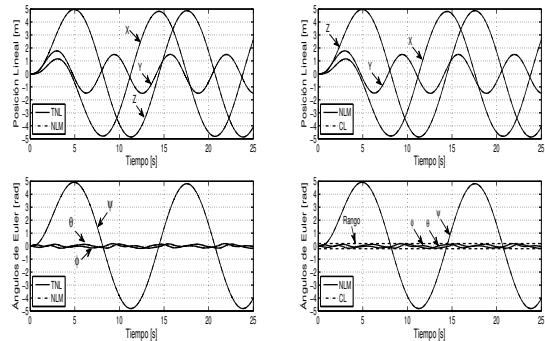 5
4
3
2
1
0
−1
−2
−3
−4
−5
Posición Lineal [m]
X
Y
Z
TNL
NLM
0 5 10 15 20 25
Tiempo [s]
5
4
3
2
1
0
−1
−2
−3
−4
−5
Posición Lineal [m]
Z
X
Y
NLM
CL
0 5 10 15 20 25
Tiempo [s]
5
4
3
2
1
0
−1
−2
−3
−4
−5
Ángulos de Euler [rad]
θ
ψ
ϕ
TNL
NLM
0 5 10 15 20 25
Tiempo [s]
5
4
3
2
1
0
−1
−2
−3
−4
−5
Ángulos de Euler [rad]
Rango
ϕ
θ
ψ
NLM
CL
0 5 10 15 20 25
Tiempo [s]